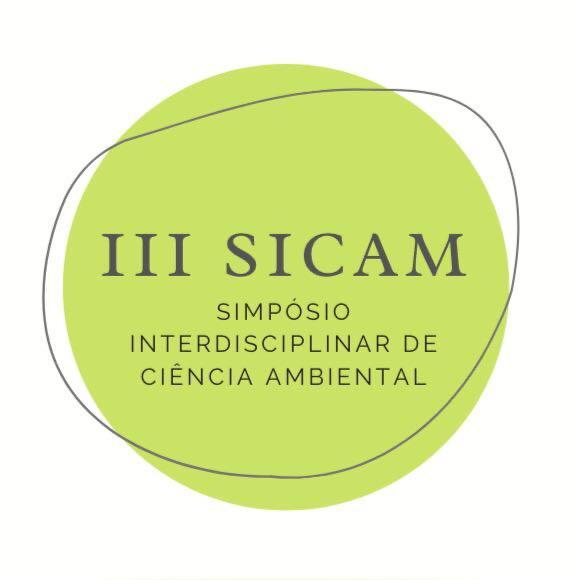 III SICAM
SIMPÓSIO
INTERDISCIPLINAR DE
CIÊNCIA AMBIENTAL